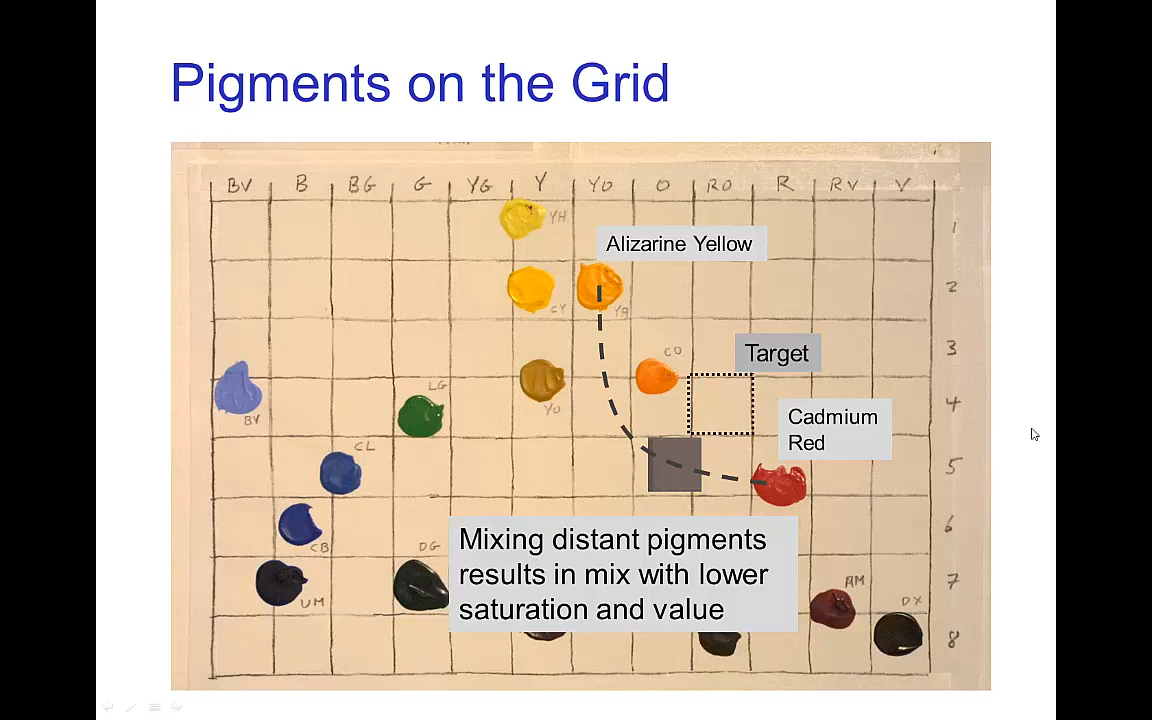 Pigments on the Grid
BV B BG G YG Y YO O RO R RV V
YH
1
Alizarine Yellow
2
CY
YA
3
CO
Target
LG
4
YO
BV
Cadmium
Red
CL
5
6
CB
DG
Mixing distant pigments
results in mix with lower
saturation and value
UM
AM
7
DX
8